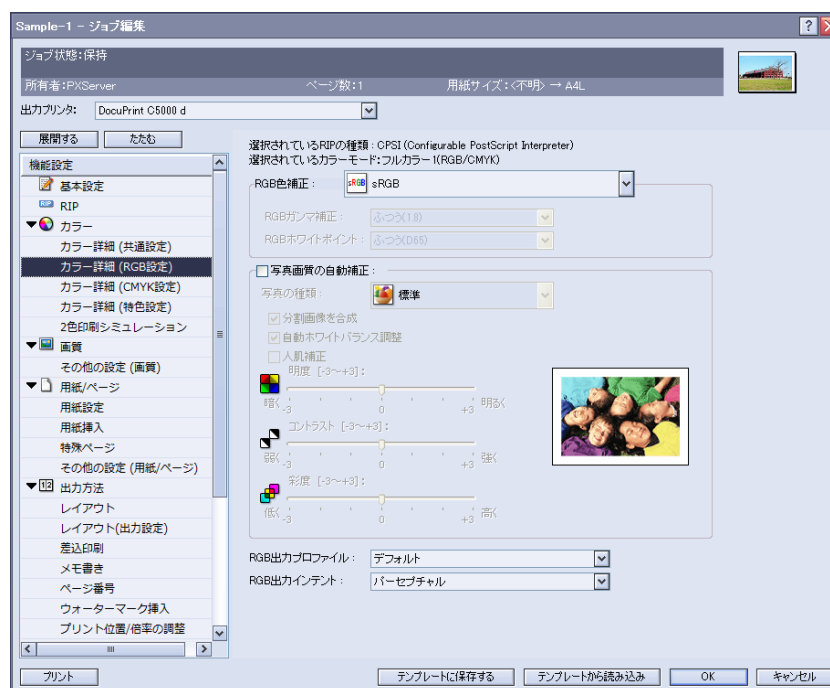 Sample-1 - ジョブ編集
ジョブ状態:保持
所有者:PXServer ページ数:1 用紙サイズ:<不明> → A4L
出力プリンタ: DocuPrint C5000 d
展開する たたむ
機能設定
基本設定
RIP
カラー
カラー詳細 (共通設定)
カラー詳細 (RGB設定)
カラー詳細 (CMYK設定)
カラー詳細 (特色設定)
2色印刷シミュレーション
画質
その他の設定 (画質)
用紙/ページ
用紙設定
用紙挿入
特殊ページ
その他の設定 (用紙/ページ)
出力方法
レイアウト
レイアウト(出力設定)
差込印刷
メモ書き
ページ番号
ウォーターマーク挿入
プリント位置/倍率の調整
選択されているRIPの種類 : CPSI (Configurable PostScript Interpreter)
選択されているカラーモード:フルカラー1(RGB/CMYK)
RGB色補正 : sRGB sRGB
RGBガンマ補正 : ふつう(1.8)
RGBホワイトポイント : ふつう(D65)
写真画質の自動補正 :
写真の種類 : 標準
分割画像を合成
自動ホワイトバランス調整
人肌補正
明度 [-3~+3] :
暗く -3 0 +3 明るく
コントラスト [-3~+3] :
弱く -3 0 +3 強く
彩度 [-3~+3] :
低く -3 0 +3 高く
RGB出力プロファイル : デフォルト
RGB出力インテント : パーセプチャル
プリント テンプレートに保存する テンプレートから読み込み OK キャンセル